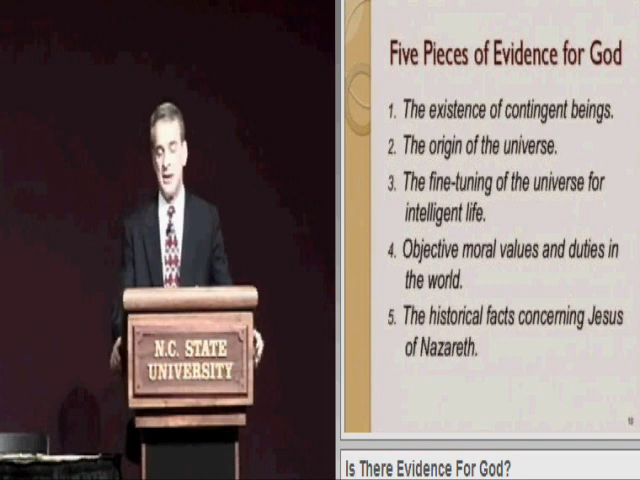 N.C. STATE
UNIVERSITY
Five Pieces of Evidence for God
1. The existence of contingent beings.
2. The origin of the universe.
3. The fine-tuning of the universe for
intelligent life.
4. Objective moral values and duties in
the world.
5. The historical facts concerning Jesus
of Nazareth.
Is There Evidence For God?